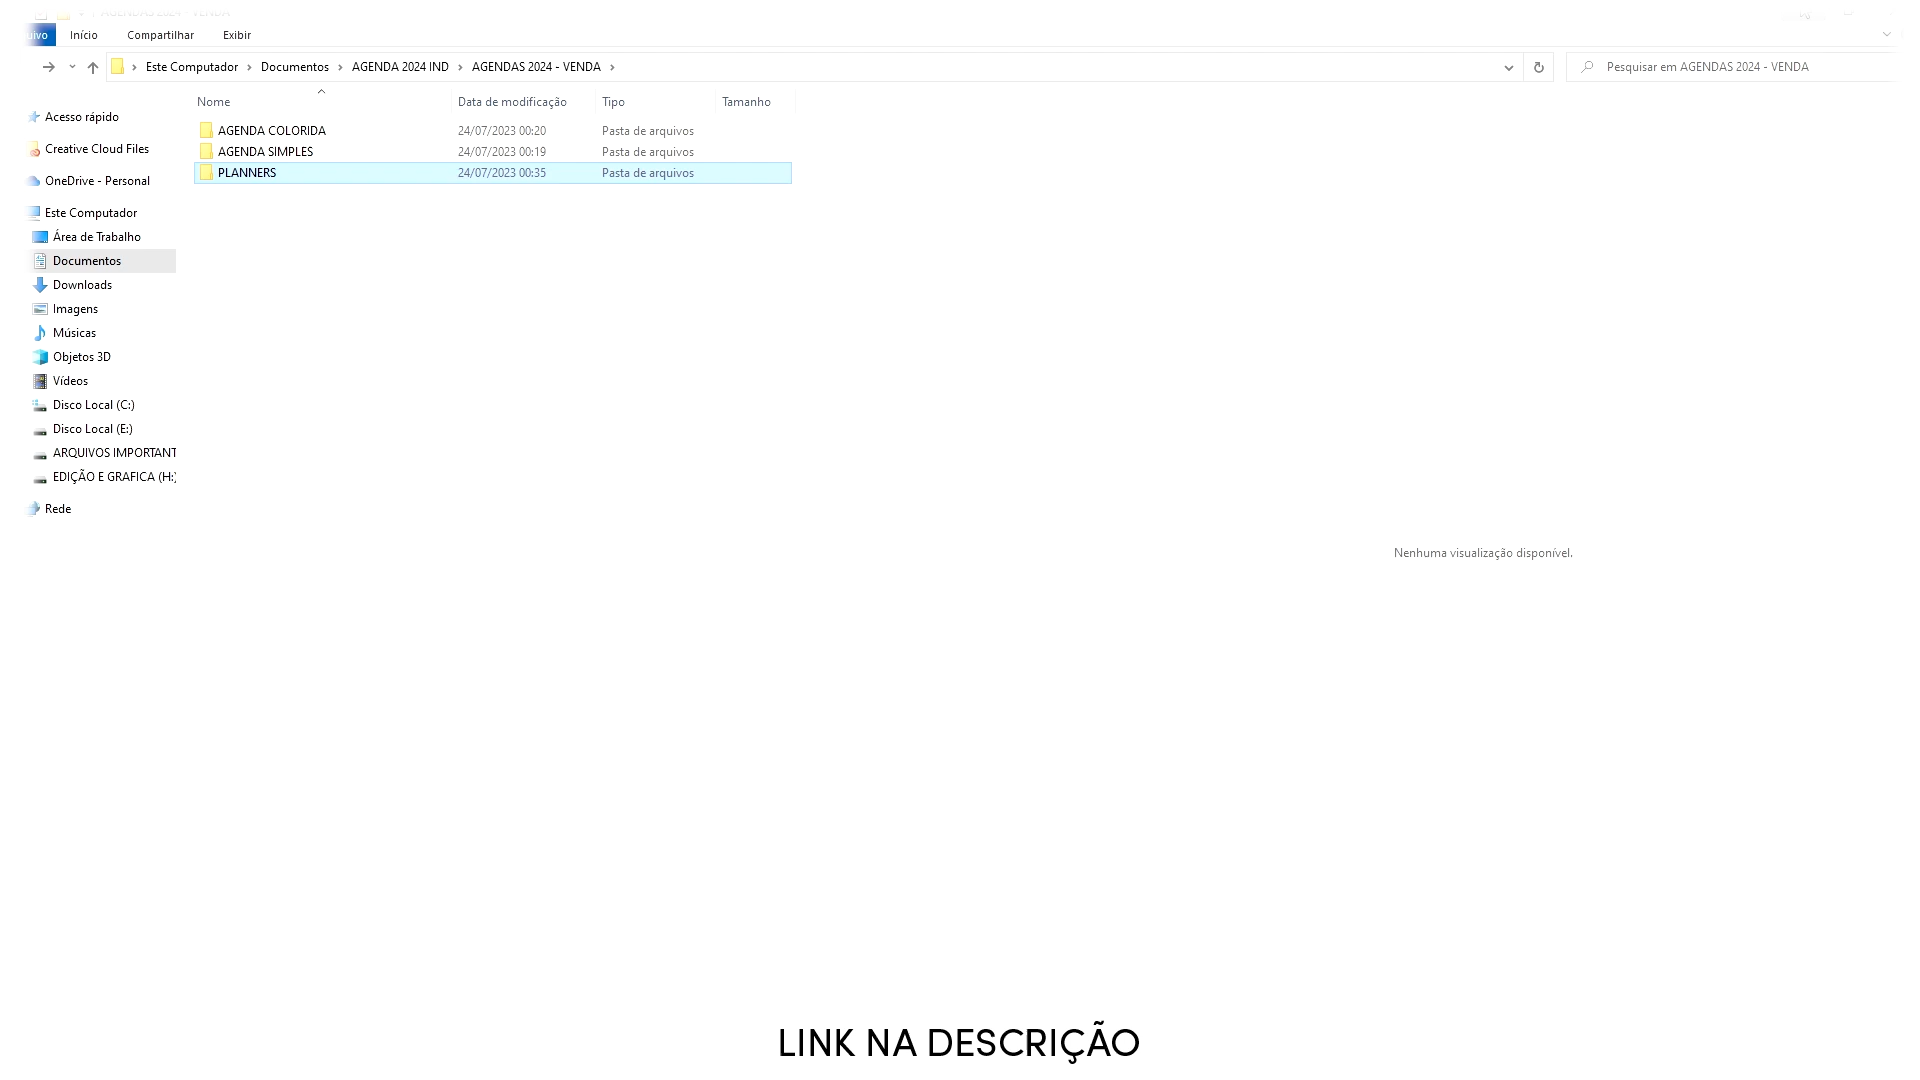 AGENDAS 2024 - VENDA
uivo Início Compartilhar Exibir
Este Computador Documentos AGENDA 2024 IND AGENDAS 2024 - VENDA Pesquisar em AGENDAS 2024 - VENDA
Nome Data de modificação Tipo Tamanho
Acesso rápido
AGENDA COLORIDA 24/07/2023 00:20 Pasta de arquivos
Creative Cloud Files
AGENDA SIMPLES 24/07/2023 00:19 Pasta de arquivos
PLANNERS 24/07/2023 00:35 Pasta de arquivos
OneDrive - Personal
Este Computador
Área de Trabalho
Documentos
Downloads
Imagens
Músicas
Objetos 3D
Vídeos
Disco Local (C:)
Disco Local (E:)
ARQUIVOS IMPORTANT
EDIÇÃO E GRAFICA (H:)
Rede
Nenhuma visualização disponível.
LINK NA DESCRIÇÃO